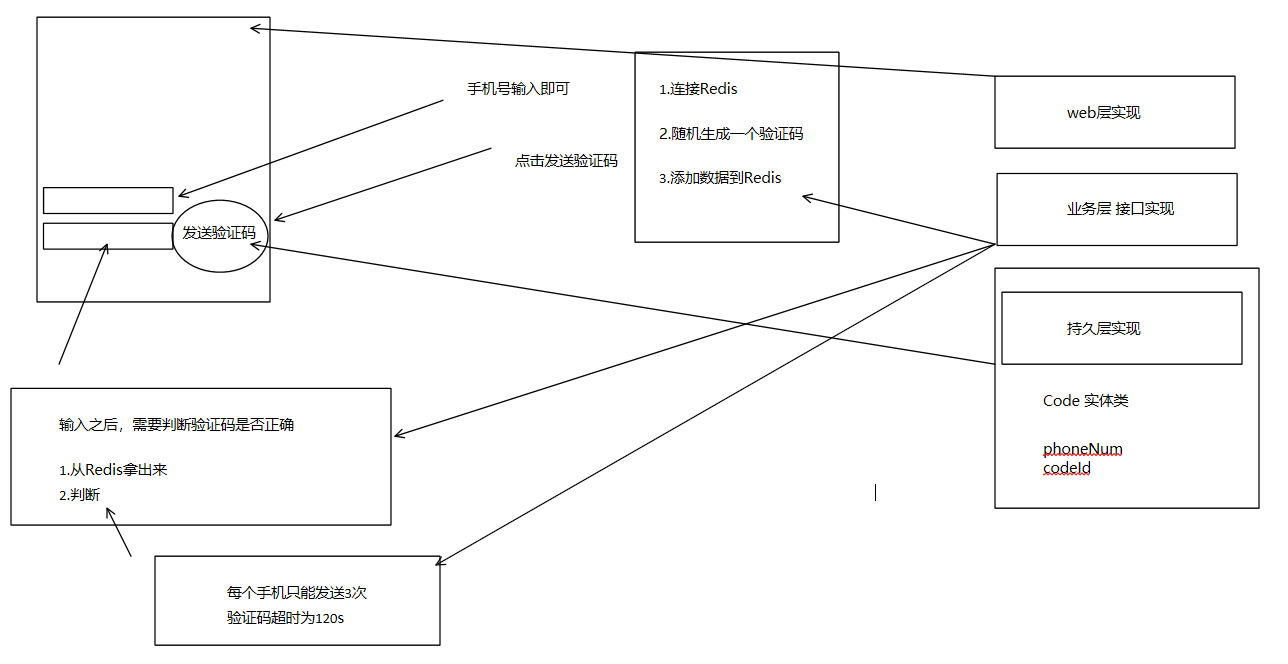 手机号输入即可
点击发送验证码
发送验证码
1.连接Redis
2.随机生成一个验证码
3.添加数据到Redis
web层实现
业务层 接口实现
持久层实现
Code 实体类
phoneNum
codeId
输入之后，需要判断验证码是否正确
1.从Redis拿出来
2.判断
每个手机只能发送3次
验证码超时为120s